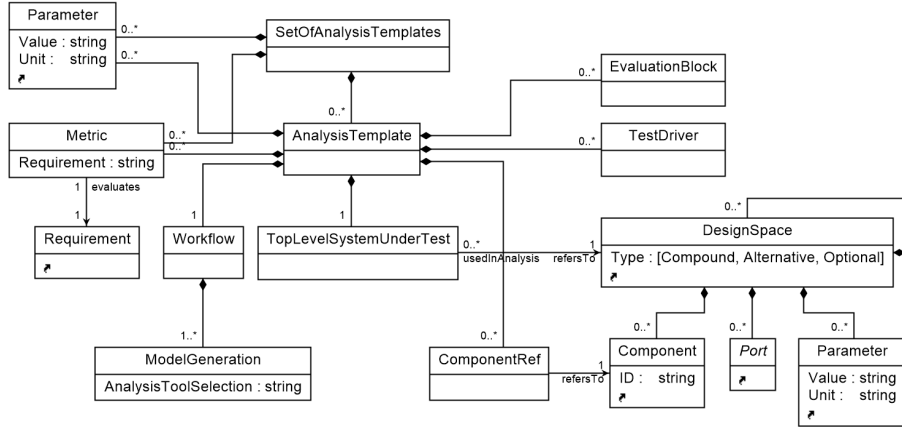 Parameter
Value : string
Unit : string
0..*
0..*
SetOfAnalysisTemplates
0..*
EvaluationBlock
0..*
Metric
Requirement : string
0..*
0..*
AnalysisTemplate
TestDriver
0..*
1 evaluates
1
Requirement
1
Workflow
1
TopLevelSystemUnderTest
0..*
usedInAnalysis
1
refersTo
0..*
DesignSpace
Type : [Compound, Alternative, Optional]
1..*
ModelGeneration
AnalysisToolSelection : string
0..*
ComponentRef
1
refersTo
0..*
Component
ID : string
0..*
Port
0..*
Parameter
Value : string
Unit : string